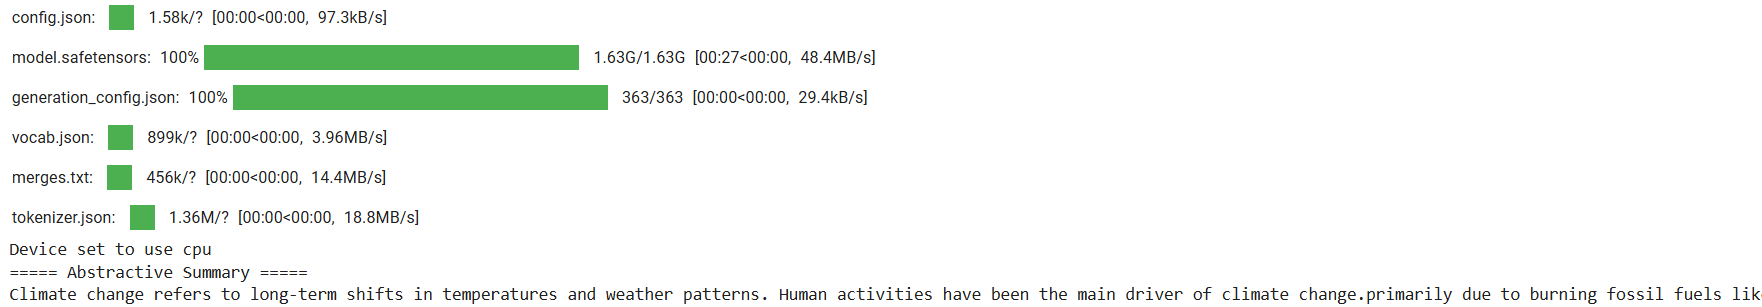 config.json: 1.58k/? [00:00<00:00, 97.3kB/s]
model.safetensors: 100% 1.63G/1.63G [00:27<00:00, 48.4MB/s]
generation_config.json: 100% 363/363 [00:00<00:00, 29.4kB/s]
vocab.json: 899k/? [00:00<00:00, 3.96MB/s]
merges.txt: 456k/? [00:00<00:00, 14.4MB/s]
tokenizer.json: 1.36M/? [00:00<00:00, 18.8MB/s]
Device set to use cpu
===== Abstractive Summary =====
Climate change refers to long-term shifts in temperatures and weather patterns. Human activities have been the main driver of climate change.primarily due to burning fossil fuels lik